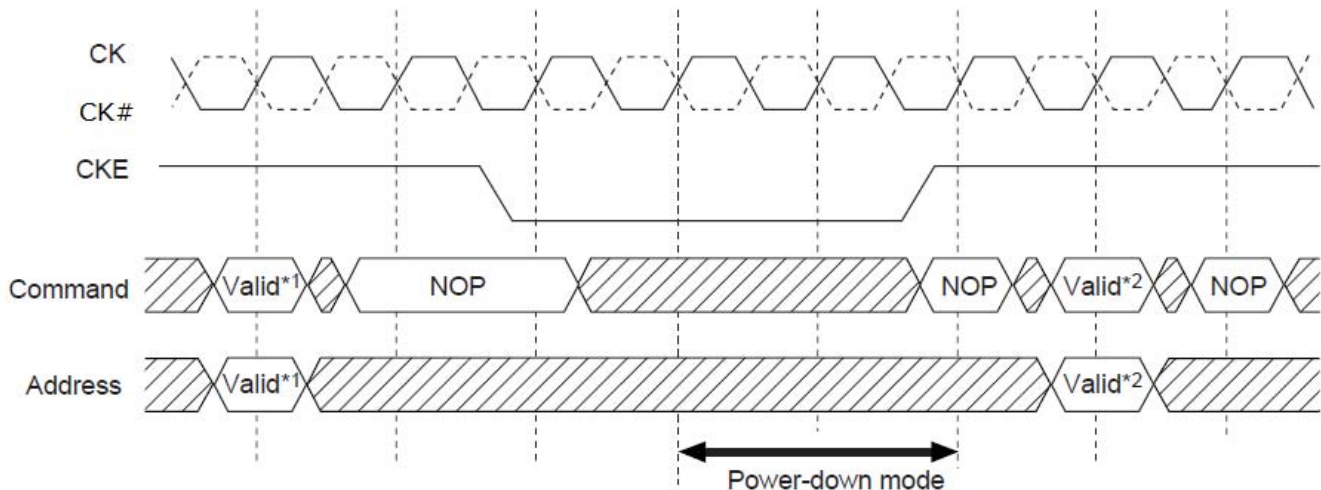 CK
CK#
CKE
Command Valid*1 NOP NOP Valid*2 NOP
Address Valid*1 Valid*2
Power-down mode